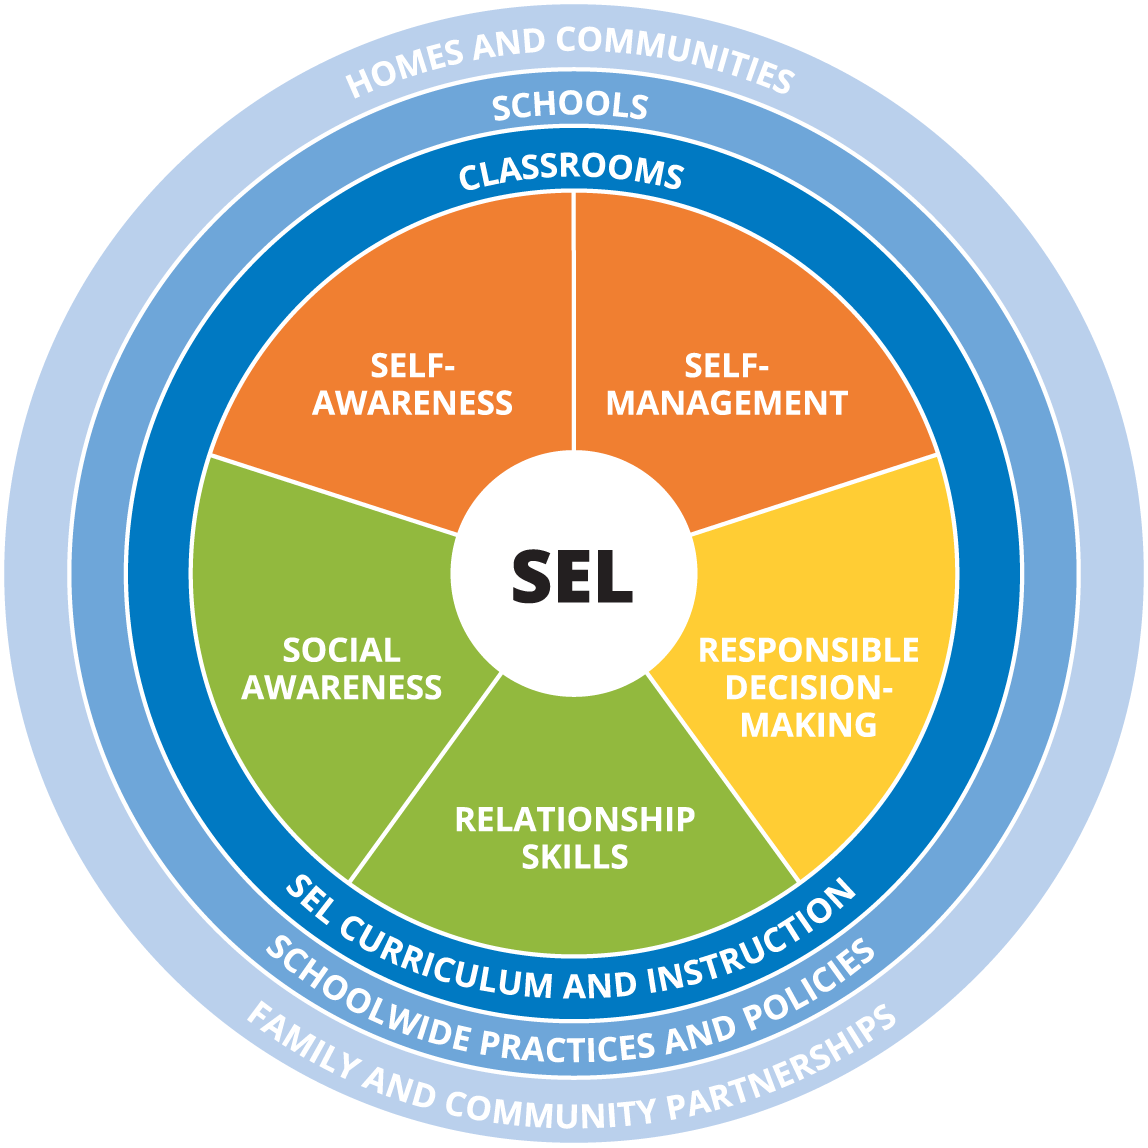 HOMES AND COMMUNITIES
SCHOOLS
CLASSROOMS
SELF-
AWARENESS
SELF-
MANAGEMENT
SEL
SOCIAL
AWARENESS
RESPONSIBLE
DECISION-
MAKING
RELATIONSHIP
SKILLS
SEL CURRICULUM AND INSTRUCTION
SCHOOLWIDE PRACTICES AND POLICIES
FAMILY AND COMMUNITY PARTNERSHIPS